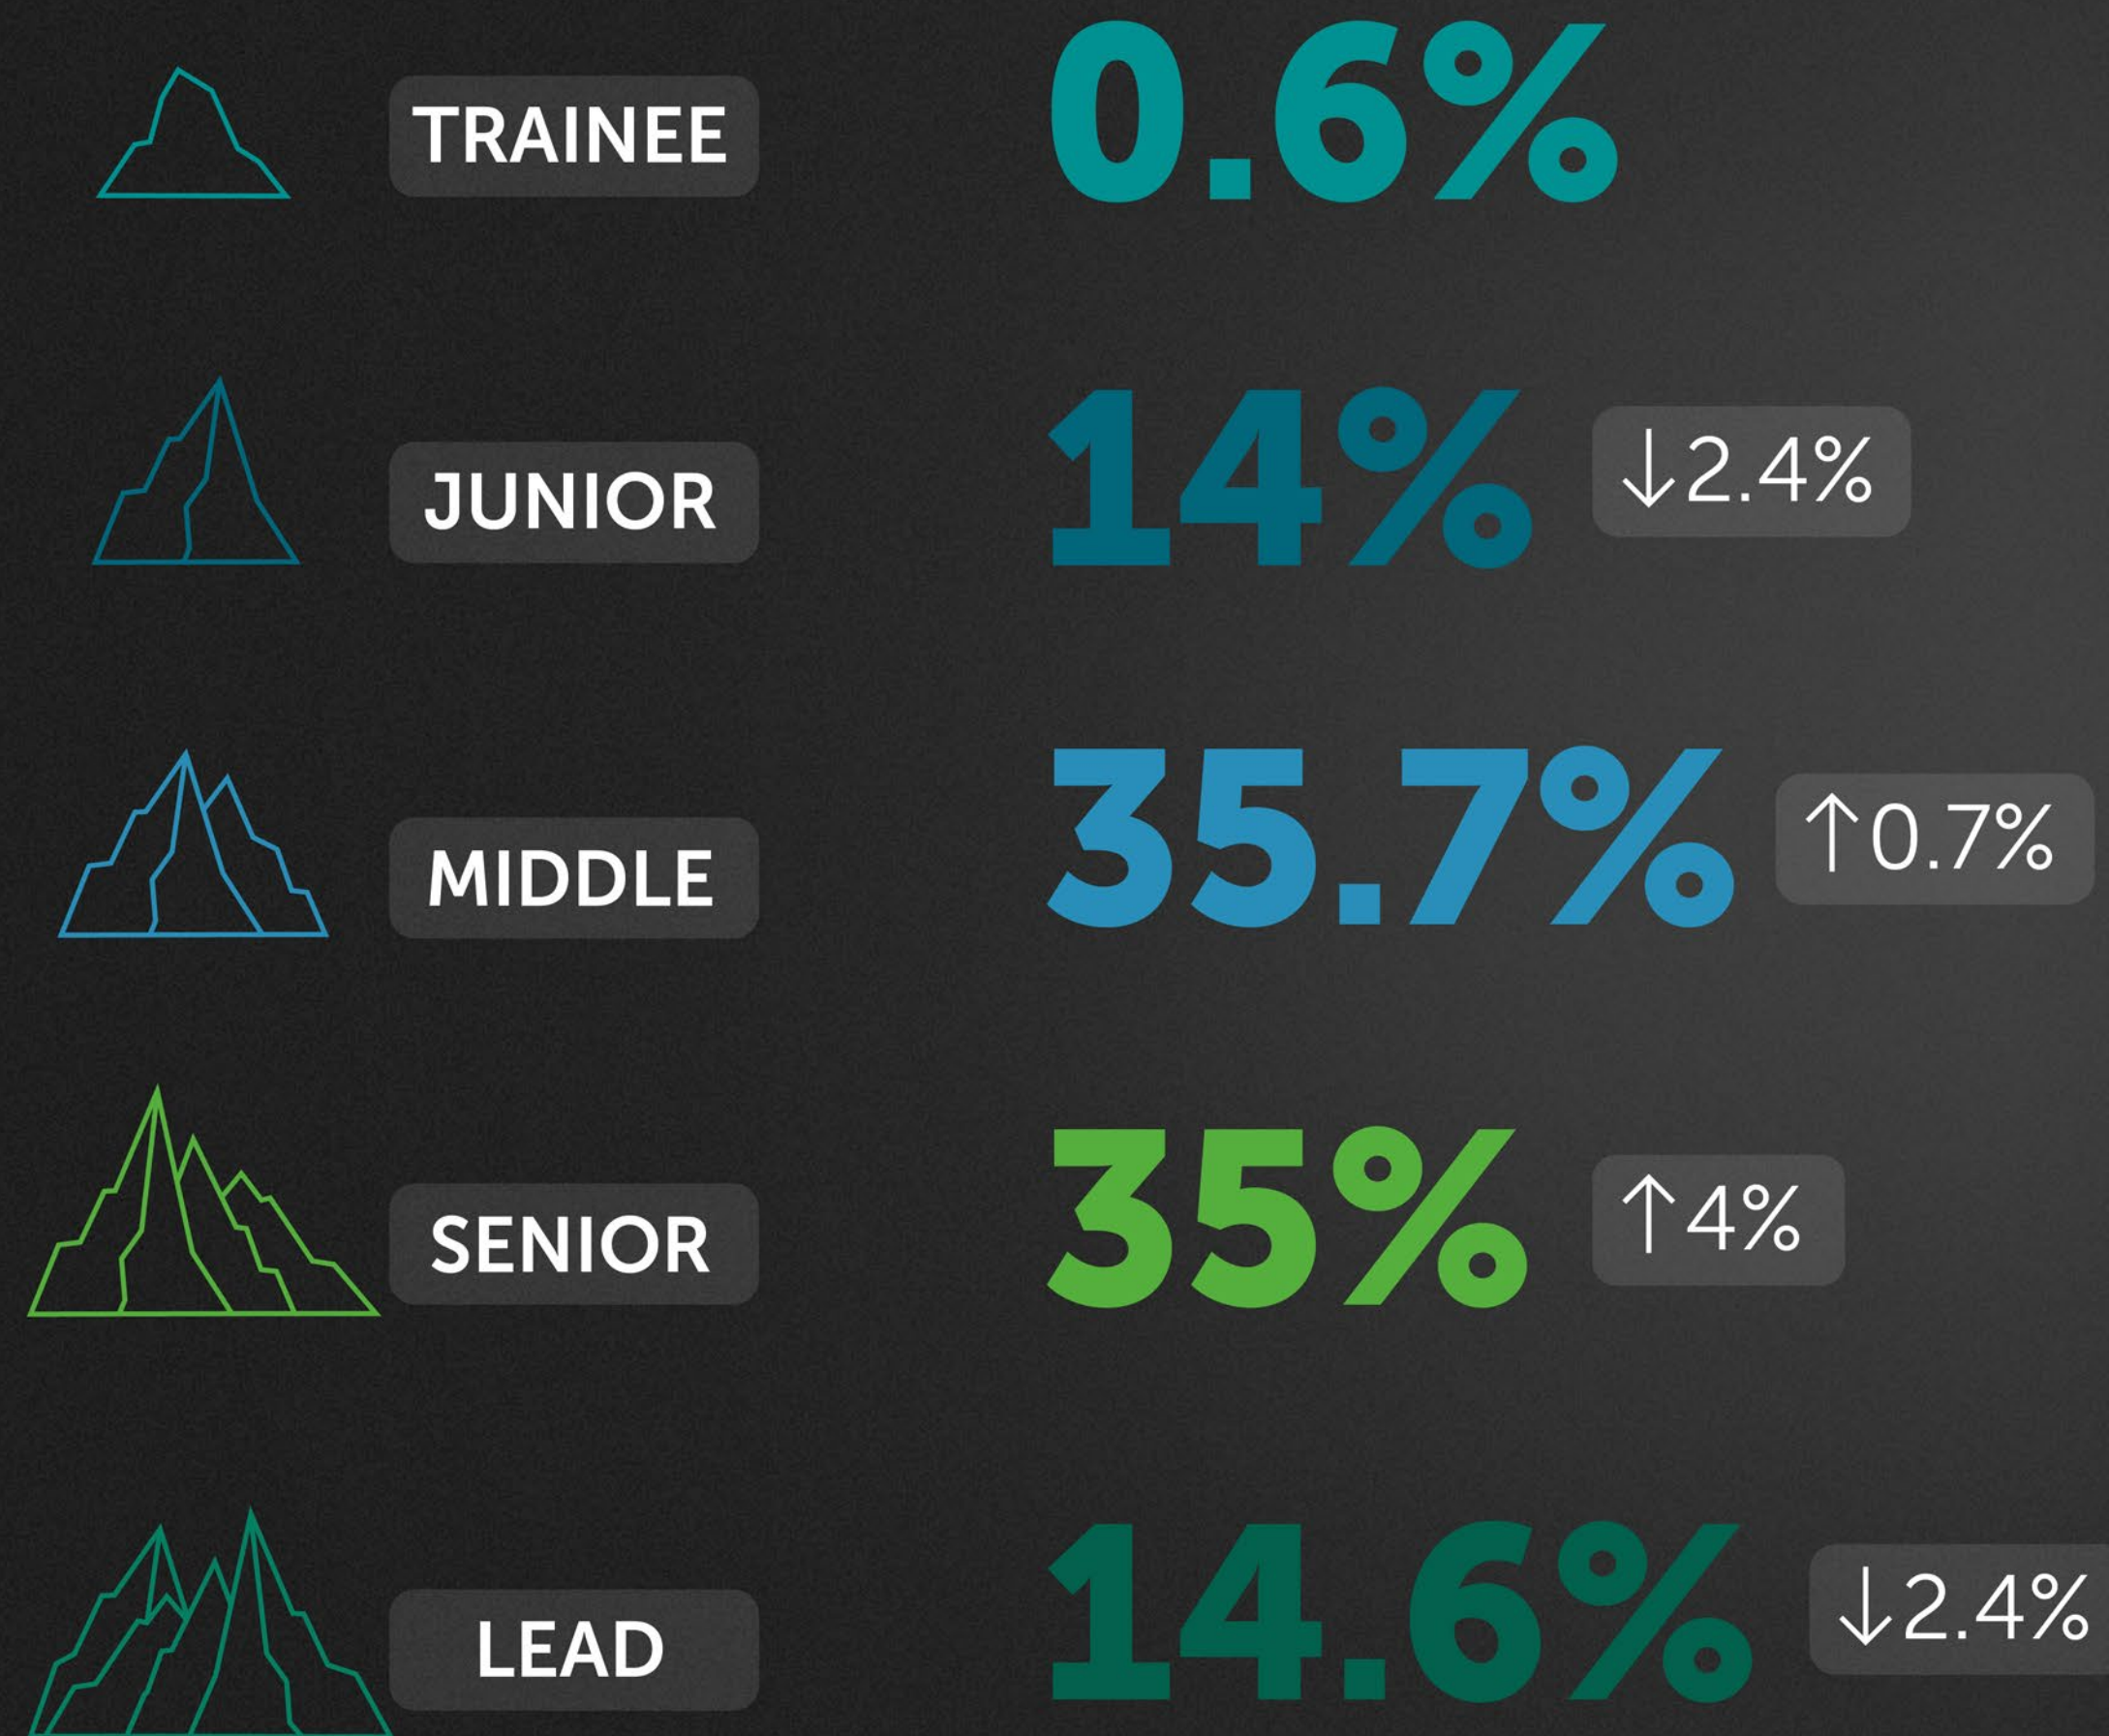 TRAINEE 0.6%
JUNIOR 14% ↓2.4%
MIDDLE 35.7% ↑0.7%
SENIOR 35% ↑4%
LEAD 14.6% ↓2.4%